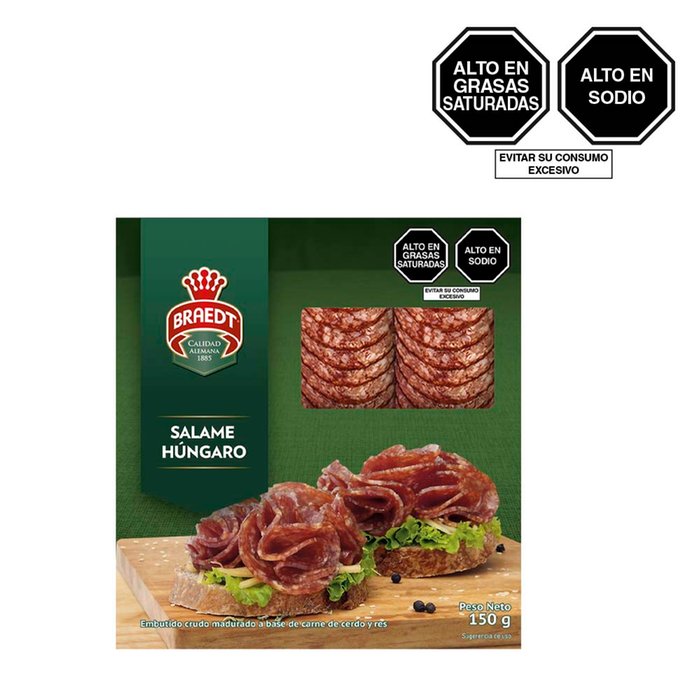 ALTO EN
GRASAS
SATURADAS
ALTO EN
SODIO
EVITAR SU CONSUMO
EXCESIVO
ALTO EN
GRASAS
SATURADAS
ALTO EN
SODIO
EVITAR SU CONSUMO
EXCESIVO
BRAEDT
CALIDAD
ALEMANA
1885
SALAME
HÚNGARO
Peso Neto
150 g
Embutido crudo madurado a base de carne de cerdo y res
Sugerencia de uso